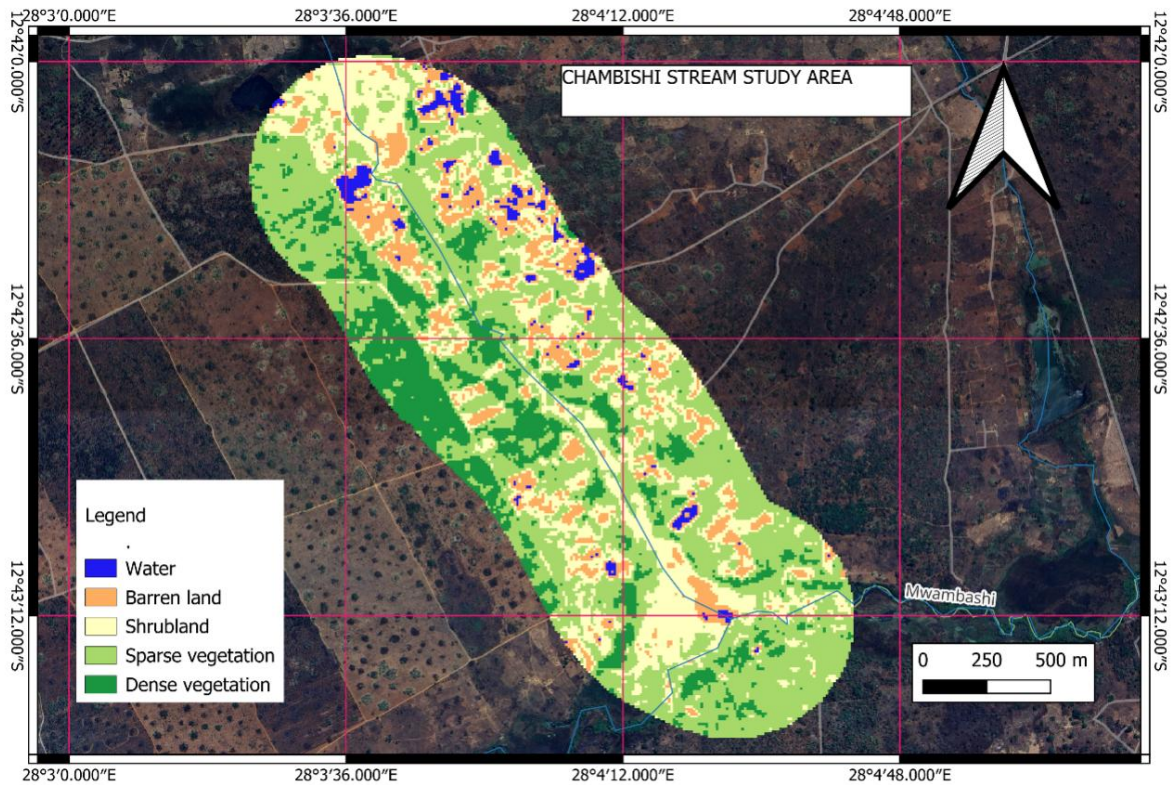 28°3'0.000"E 28°3'36.000"E 28°4'12.000"E 28°4'48.000"E
12°42'0.000"S 12°42'0.000"S
CHAMBISHI STREAM STUDY AREA
12°42'36.000"S 12°42'36.000"S
Legend
.
Water
Barren land
Shrubland
Sparse vegetation
Dense vegetation
12°43'12.000"S 12°43'12.000"S
Mwambashi
0 250 500 m
28°3'0.000"E 28°3'36.000"E 28°4'12.000"E 28°4'48.000"E